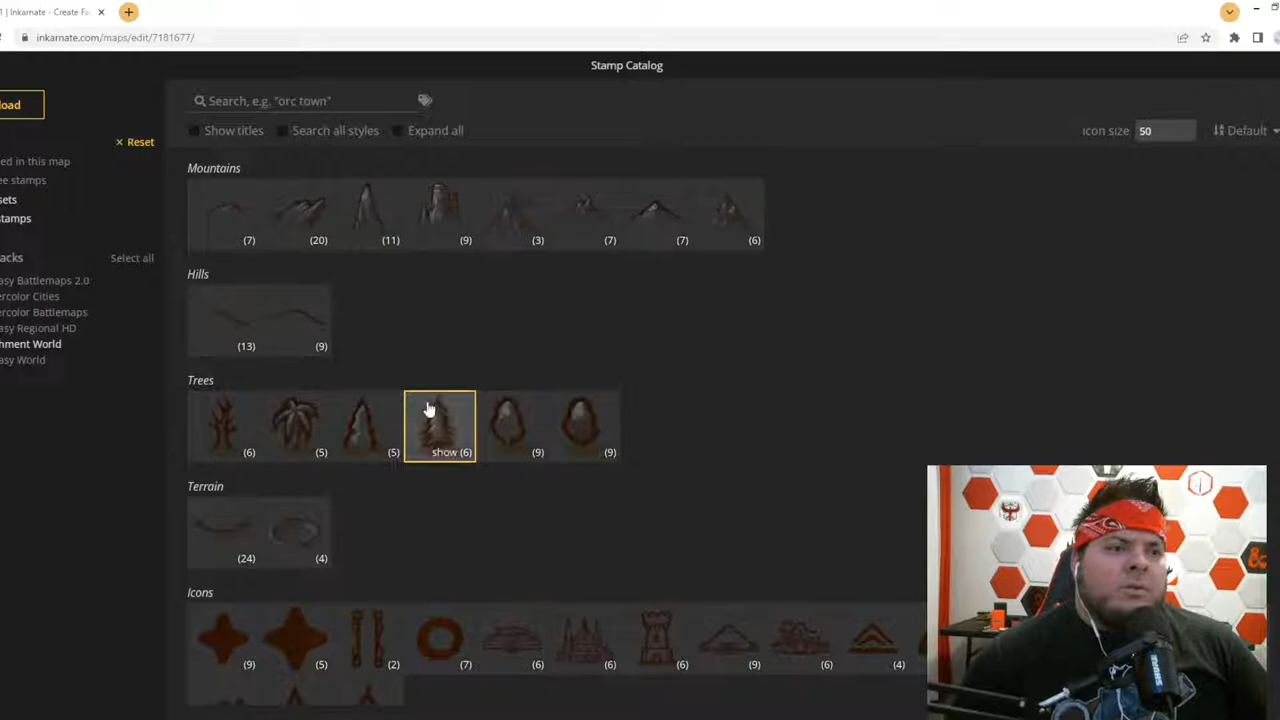 1 | Inkarnate - Create Fa
inkarnate.com/maps/edit/7181677/
Stamp Catalog
load
Search, e.g. "orc town"
Show titles Search all styles Expand all
Icon size 50 Default
× Reset
ed in this map
ee stamps
sets
stamps
acks Select all
asy Battlemaps 2.0
ercolor Cities
ercolor Battlemaps
asy Regional HD
hment World
asy World
Mountains
(7) (20) (11) (9) (3) (7) (7) (6)
Hills
(13) (9)
Trees
(6) (5) (5) show (6) (9) (9)
Terrain
(24) (4)
Icons
(9) (5) (2) (7) (6) (6) (6) (9) (6) (4)